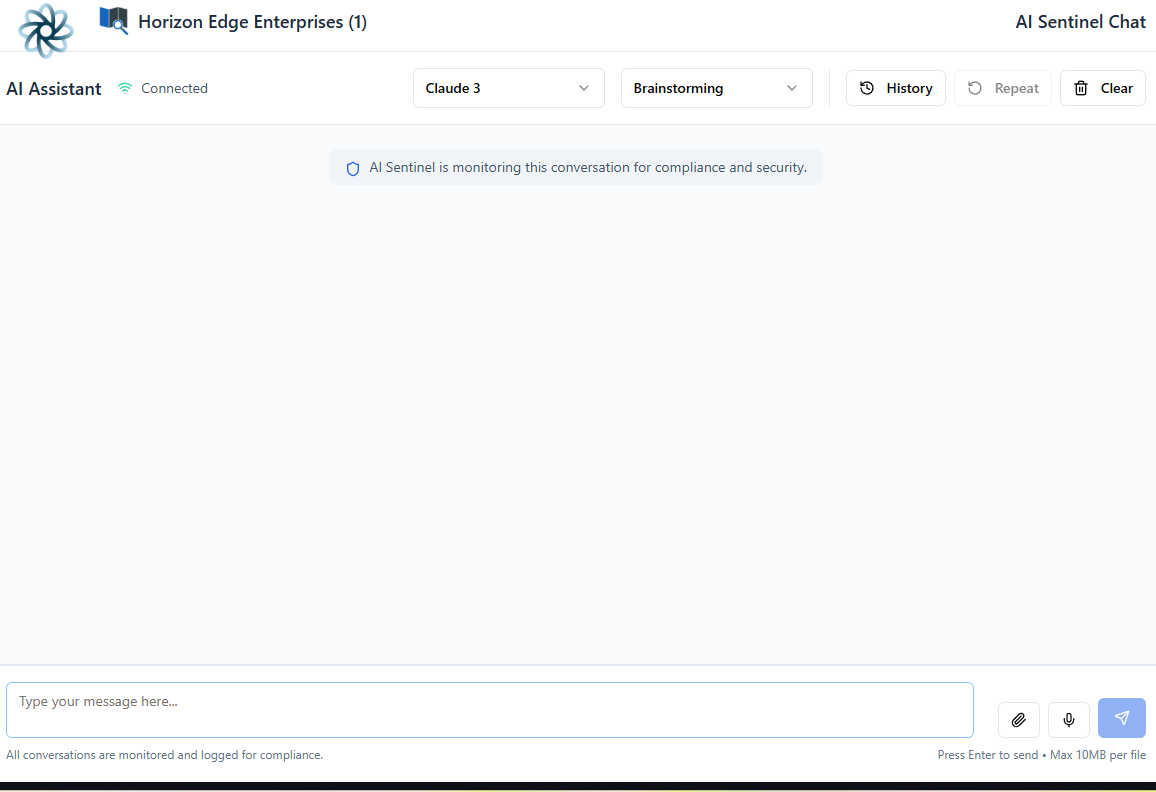 Horizon Edge Enterprises (1)
AI Sentinel Chat
AI Assistant
Connected
Claude 3
Brainstorming
History
Repeat
Clear
AI Sentinel is monitoring this conversation for compliance and security.
Type your message here...
All conversations are monitored and logged for compliance.
Press Enter to send • Max 10MB per file